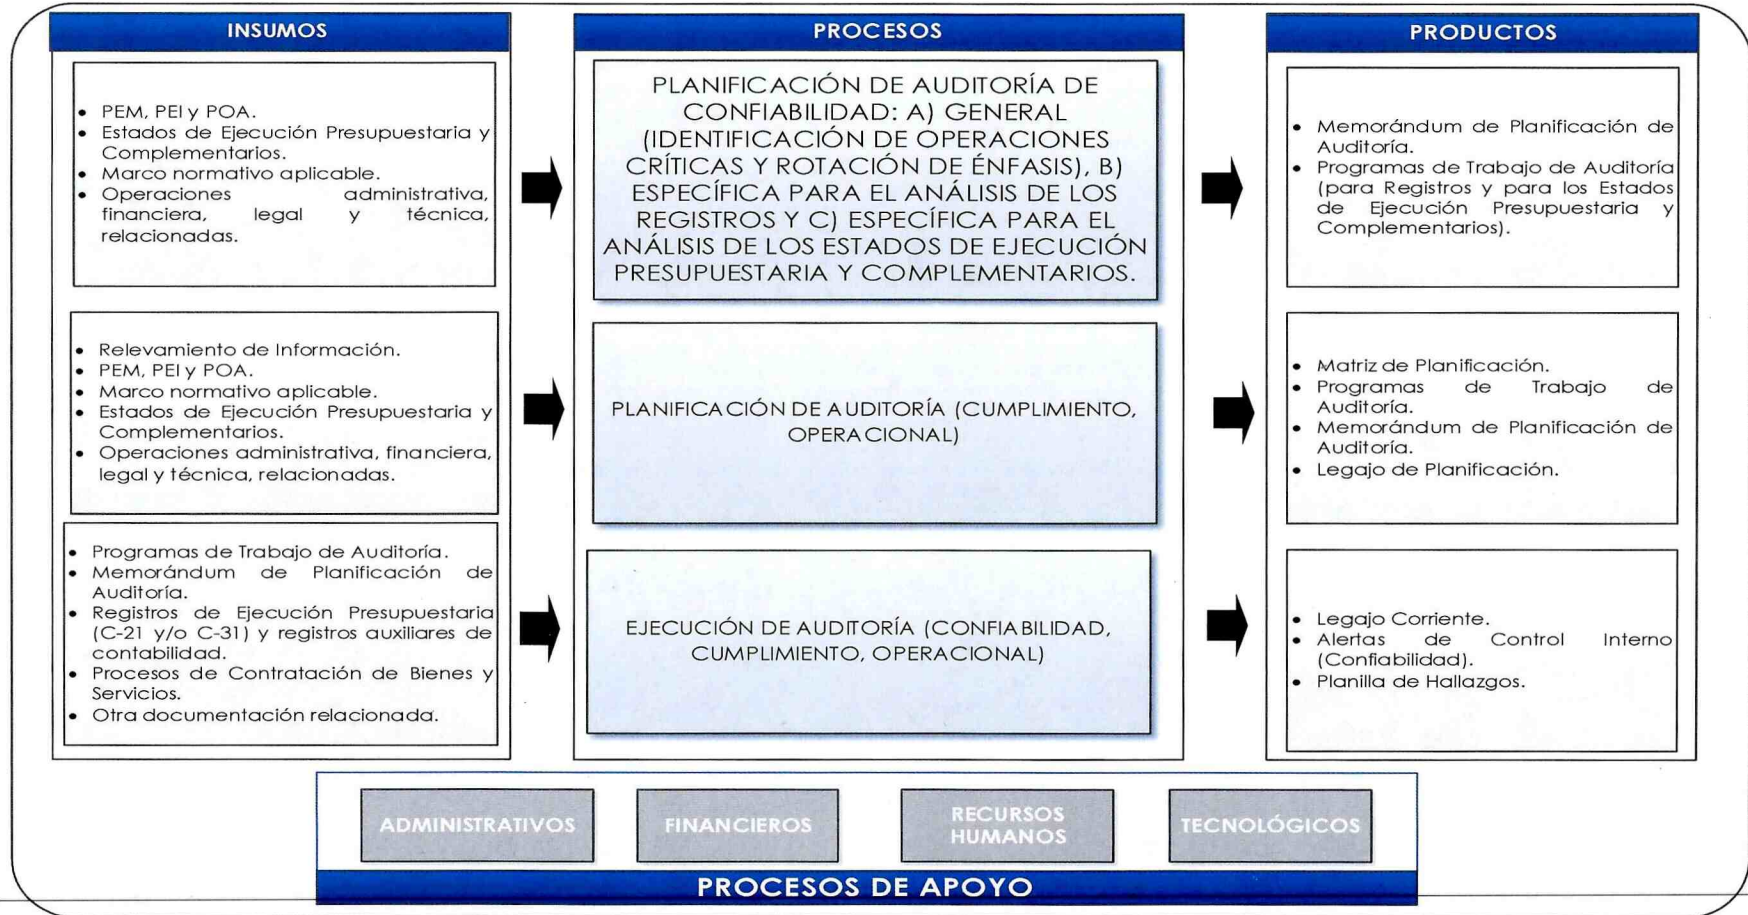 INSUMOS
PROCESOS
PRODUCTOS
• PEM, PEI y POA.
• Estados de Ejecución Presupuestaria y
Complementarios.
• Marco normativo aplicable.
• Operaciones administrativa,
financiera, legal y técnica,
relacionadas.
PLANIFICACIÓN DE AUDITORÍA DE
CONFIABILIDAD: A) GENERAL
(IDENTIFICACIÓN DE OPERACIONES
CRÍTICAS Y ROTACIÓN DE ÉNFASIS), B)
ESPECÍFICA PARA EL ANÁLISIS DE LOS
REGISTROS Y C) ESPECÍFICA PARA EL
ANÁLISIS DE LOS ESTADOS DE EJECUCIÓN
PRESUPUESTARIA Y COMPLEMENTARIOS.
• Memorándum de Planificación de
Auditoría.
• Programas de Trabajo de Auditoría
(para Registros y para los Estados
de Ejecución Presupuestaria y
Complementarios).
• Relevamiento de Información.
• PEM, PEI y POA.
• Marco normativo aplicable.
• Estados de Ejecución Presupuestaria y
Complementarios.
• Operaciones administrativa, financiera,
legal y técnica, relacionadas.
PLANIFICACIÓN DE AUDITORÍA (CUMPLIMIENTO,
OPERACIONAL)
• Matriz de Planificación.
• Programas de Trabajo de
Auditoría.
• Memorándum de Planificación de
Auditoría.
• Legajo de Planificación.
• Programas de Trabajo de Auditoría.
• Memorándum de Planificación de
Auditoría.
• Registros de Ejecución Presupuestaria
(C-21 y/o C-31) y registros auxiliares de
contabilidad.
• Procesos de Contratación de Bienes y
Servicios.
• Otra documentación relacionada.
EJECUCIÓN DE AUDITORÍA (CONFIABILIDAD,
CUMPLIMIENTO, OPERACIONAL)
• Legajo Corriente.
• Alertas de Control Interno
(Confiabilidad).
• Planilla de Hallazgos.
ADMINISTRATIVOS
FINANCIEROS
RECURSOS
HUMANOS
TECNOLÓGICOS
PROCESOS DE APOYO